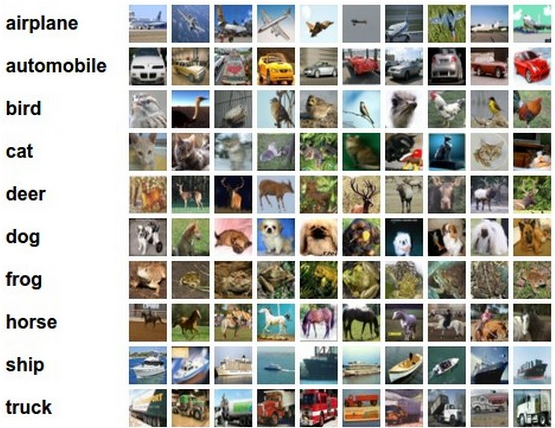 airplane
automobile
bird
cat
deer
dog
frog
horse
ship
truck